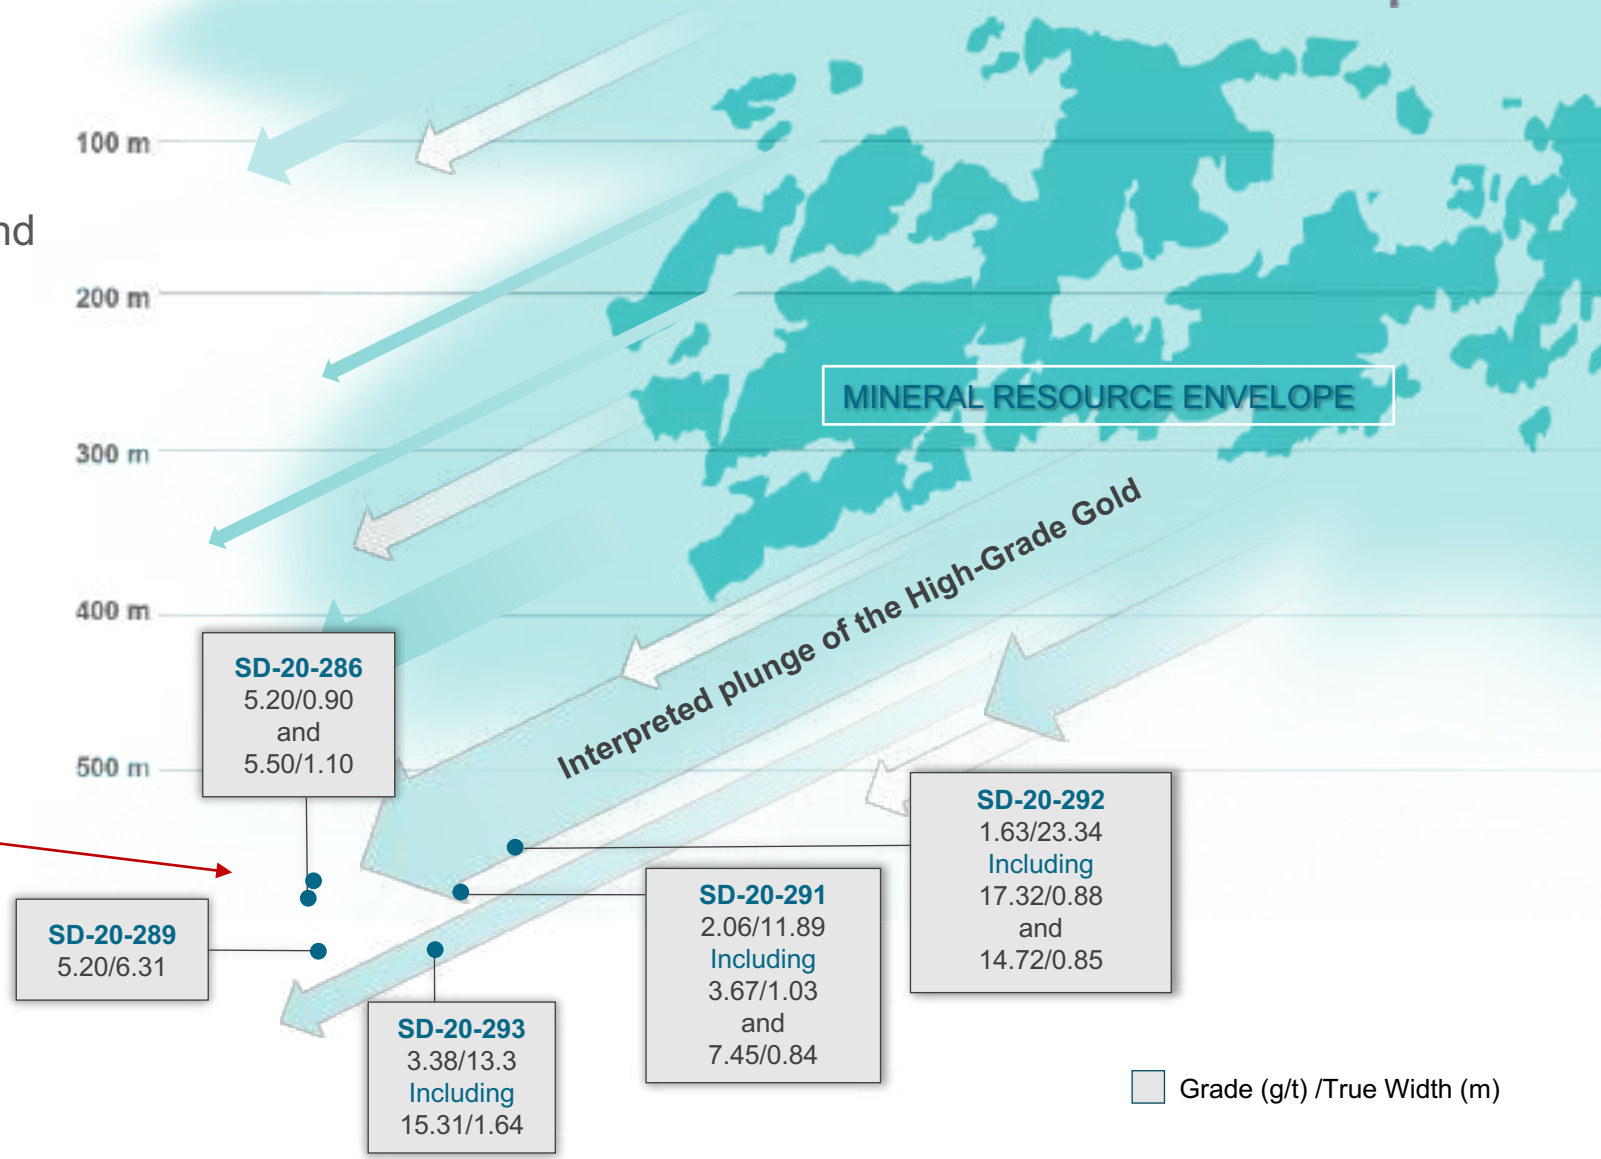 100 m
nd
200 m
MINERAL RESOURCE ENVELOPE
300 m
Interpreted plunge of the High-Grade Gold
400 m
SD-20-286
5.20/0.90
and
5.50/1.10
500 m
SD-20-292
1.63/23.34
Including
17.32/0.88
and
14.72/0.85
SD-20-291
2.06/11.89
Including
3.67/1.03
and
7.45/0.84
SD-20-289
5.20/6.31
SD-20-293
3.38/13.3
Including
15.31/1.64
Grade (g/t) /True Width (m)